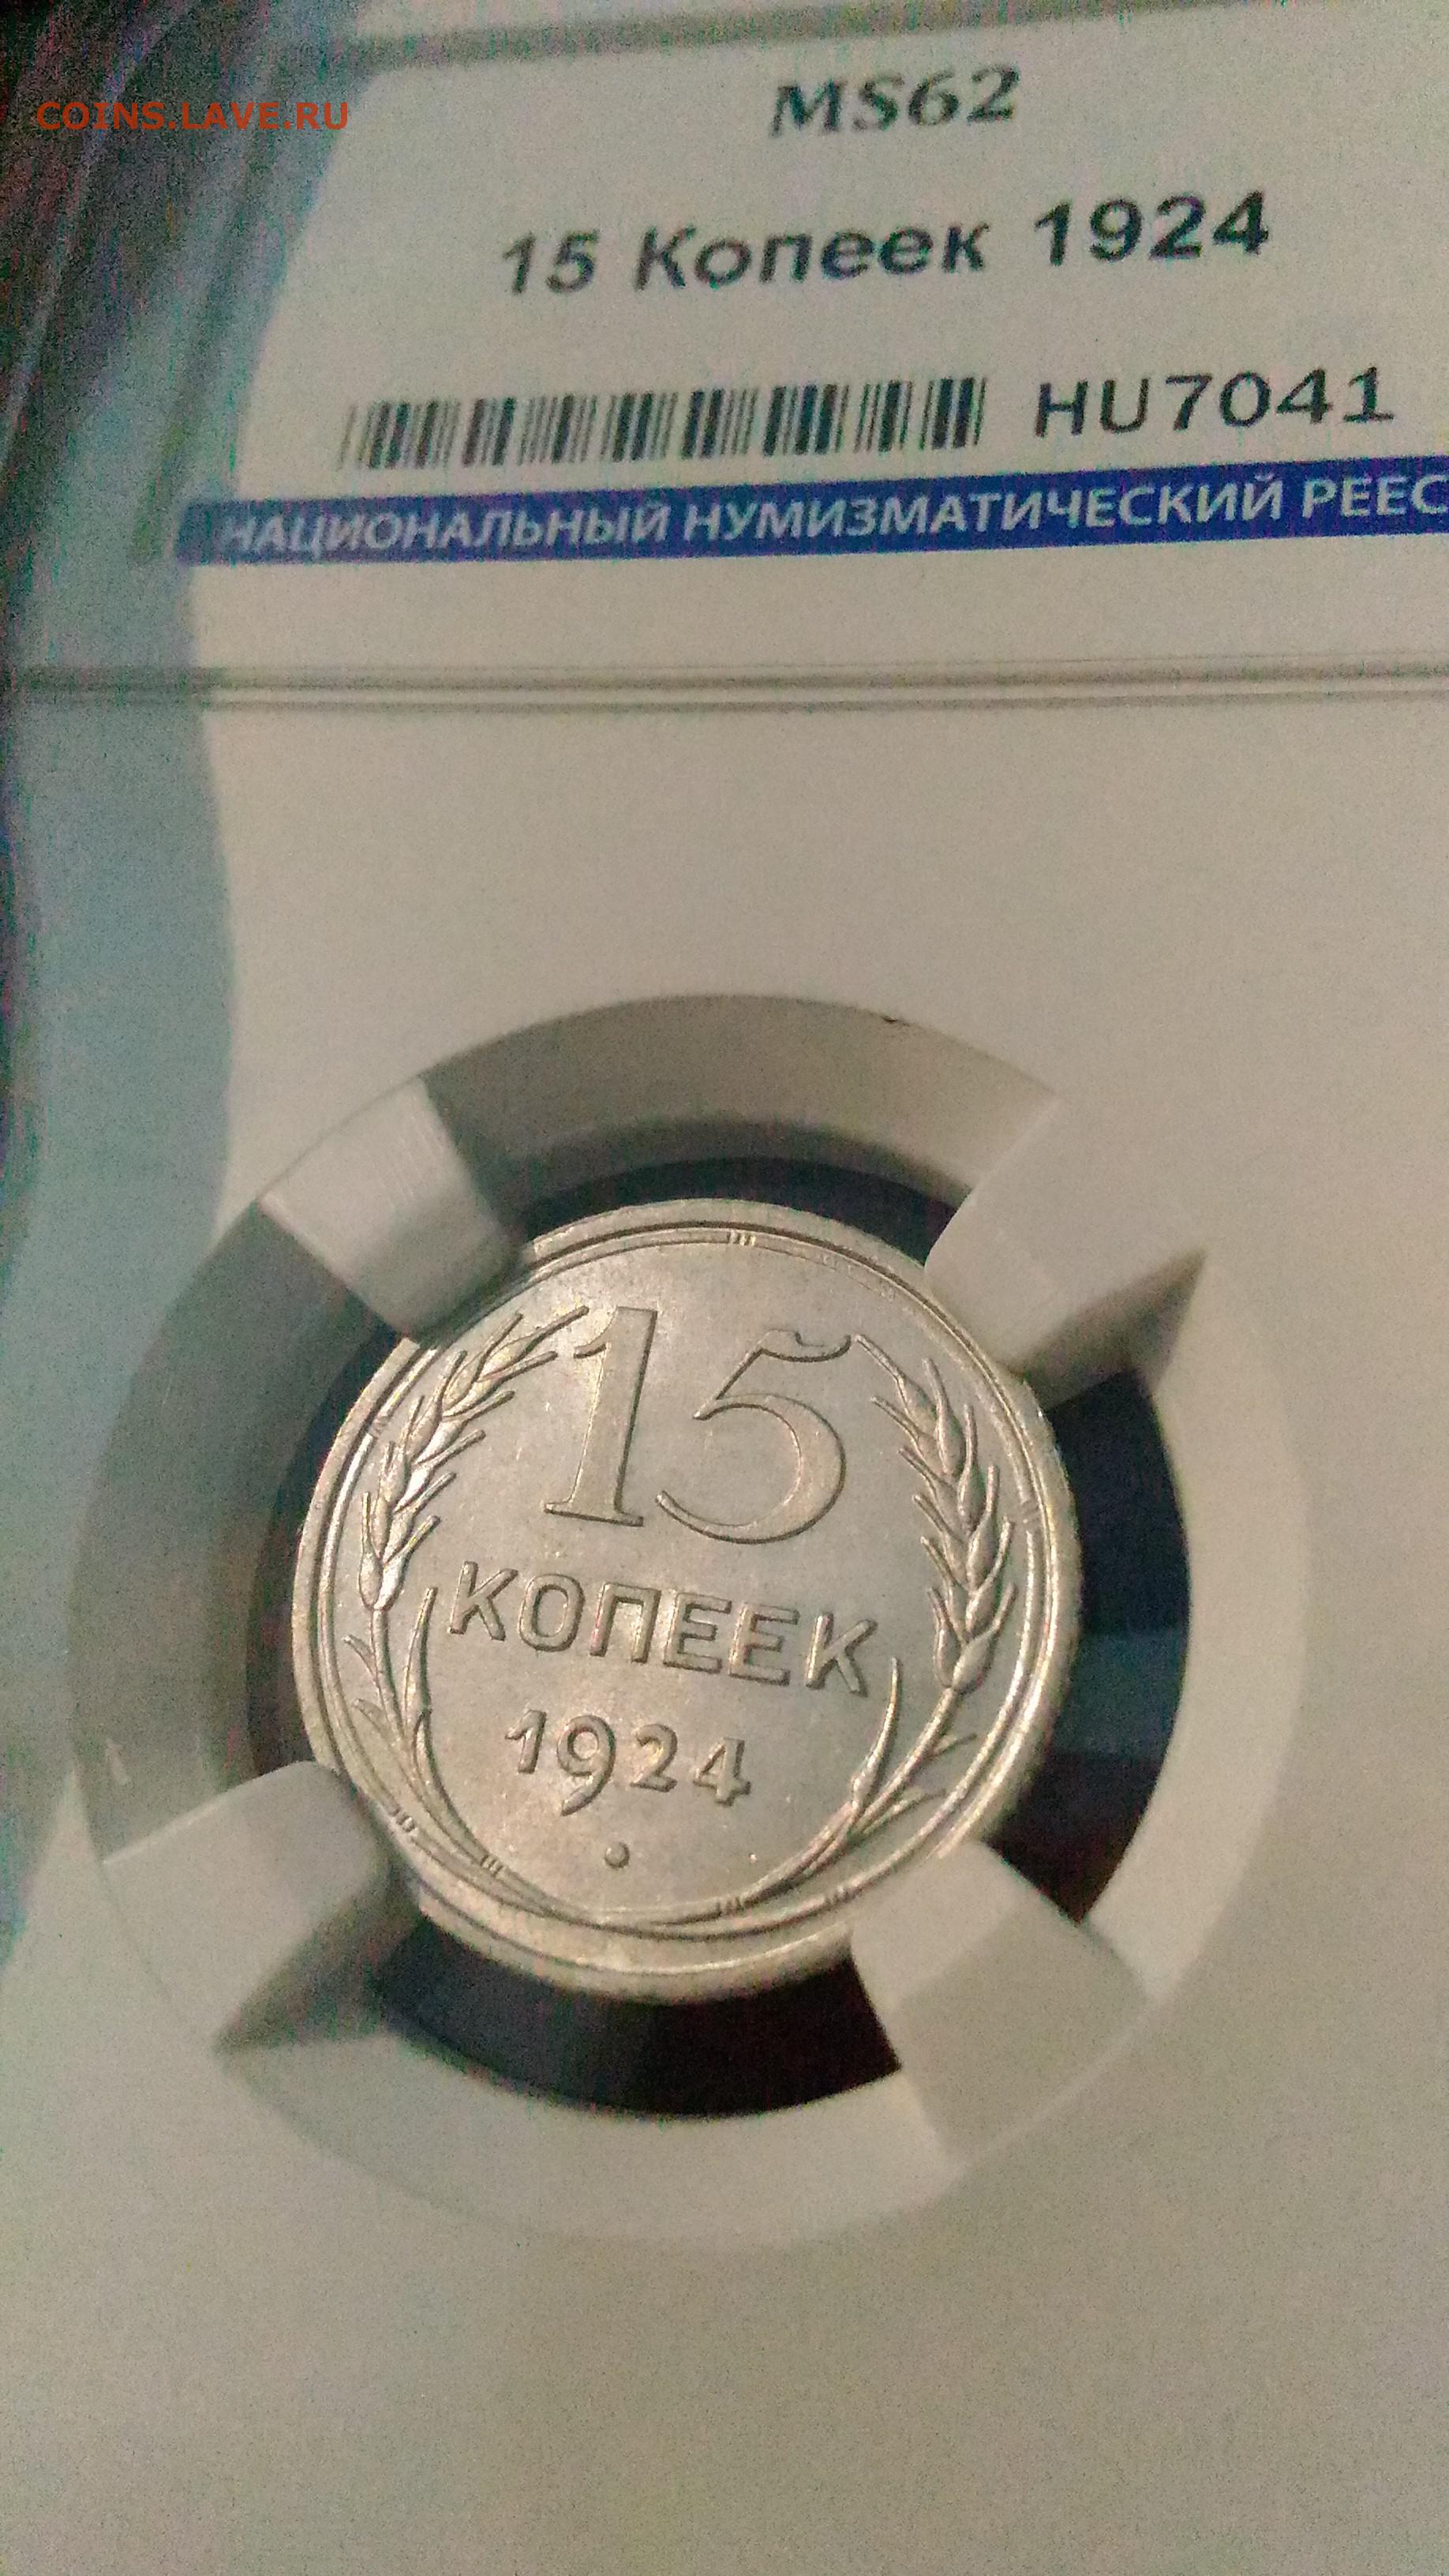 COINS.LAVE.RU
MS62
15 Копеек 1924
HU7041
НАЦИОНАЛЬНЫЙ НУМИЗМАТИЧЕСКИЙ РЕЕС
15
КОПЕЕК
1924